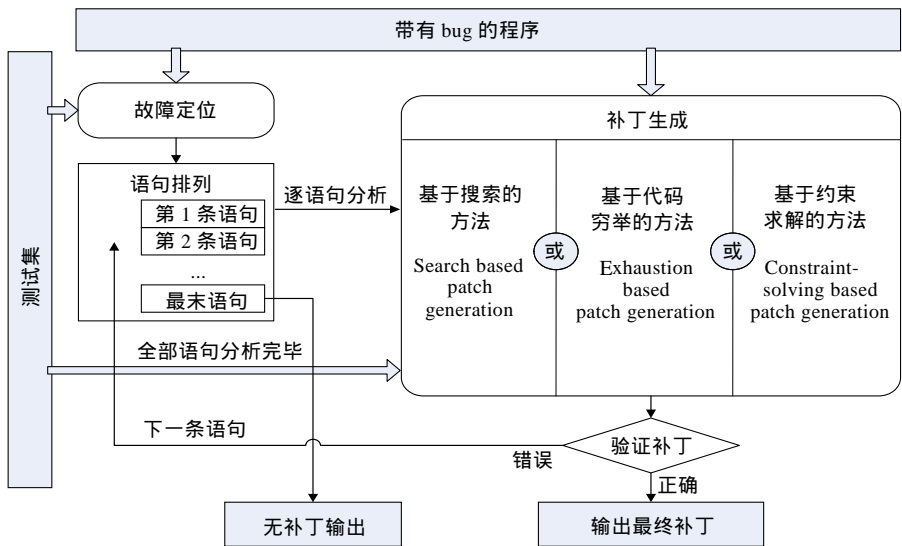 带有 bug 的程序
测试集
故障定位
语句排列
第 1 条语句
第 2 条语句
...
最末语句
逐语句分析
补丁生成
基于搜索的
方法
Search based
patch
generation
或
基于代码
穷举的方法
Exhaustion
based
patch generation
或
基于约束
求解的方法
Constraint-
solving based
patch generation
全部语句分析完毕
下一条语句
错误
验证补丁
正确
无补丁输出
输出最终补丁